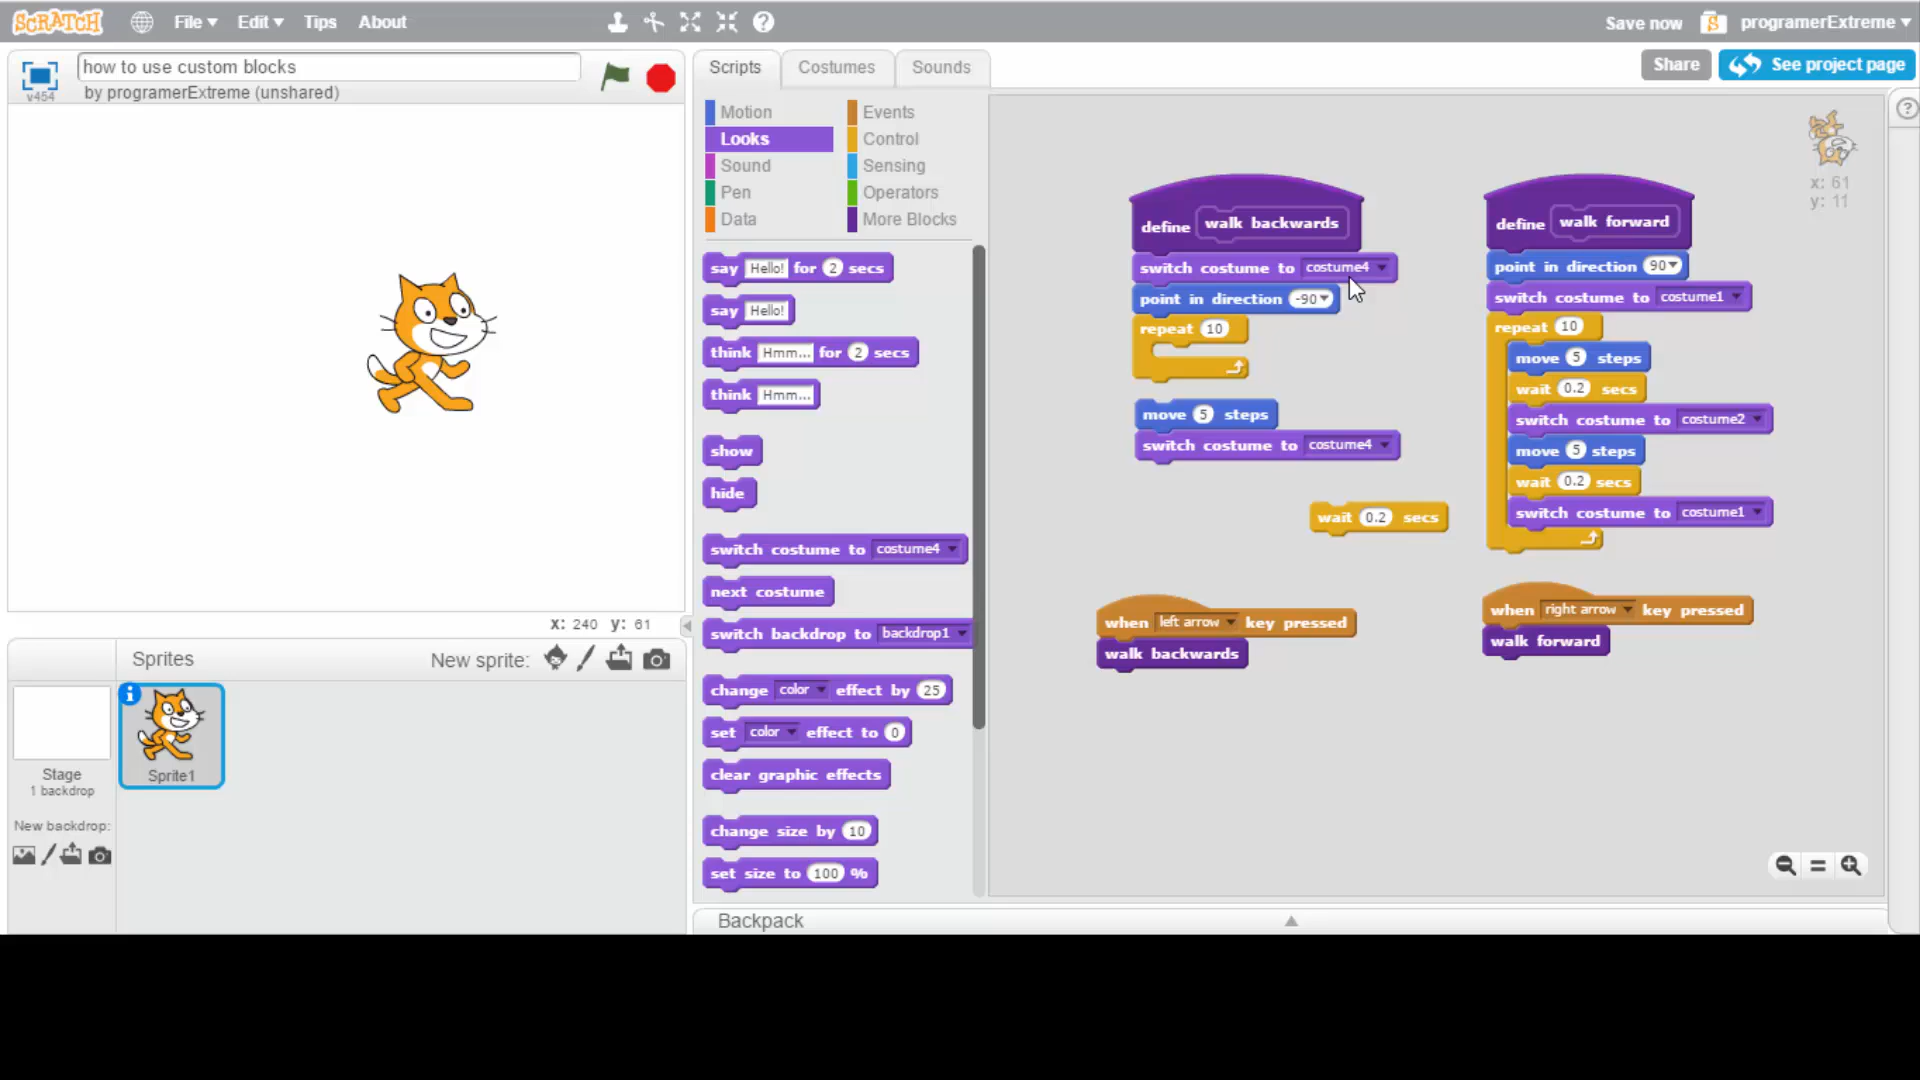 SCRATCH File Edit Tips About Save now programerExtreme
how to use custom blocks
by programerExtreme (unshared)
v454
Scripts Costumes Sounds Share See project page
Motion Events
Looks Control
Sound Sensing
Pen Operators
Data More Blocks
say Hello! for 2 secs
say Hello!
think Hmm... for 2 secs
think Hmm...
show
hide
switch costume to costume4
next costume
switch backdrop to backdrop1
change color effect by 25
set color effect to 0
clear graphic effects
change size by 10
set size to 100 %
define walk backwards
switch costume to costume4
point in direction -90
repeat 10
move 5 steps
switch costume to costume4
wait 0.2 secs
when left arrow key pressed
walk backwards
define walk forward
point in direction 90
switch costume to costume1
repeat 10
move 5 steps
wait 0.2 secs
switch costume to costume2
move 5 steps
wait 0.2 secs
switch costume to costume1
when right arrow key pressed
walk forward
x: 61
y: 11
x: 240 y: 61
Sprites New sprite:
Stage
1 backdrop
New backdrop:
Sprite1
Backpack